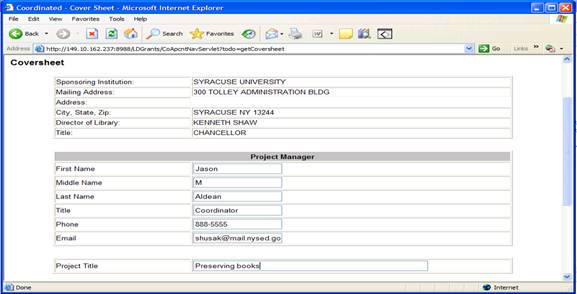 Coordinated - Cover Sheet - Microsoft Internet Explorer
File Edit View Favorites Tools Help
Back Search Favorites
Address http://149.10.162.237:8988/LDGrants/CoApcntNavServlet?todo=getCoversheet Go Links
Coversheet
Sponsoring Institution: SYRACUSE UNIVERSITY
Mailing Address: 300 TOLLEY ADMINISTRATION BLDG
Address:
City, State, Zip: SYRACUSE NY 13244
Director of Library: KENNETH SHAW
Title: CHANCELLOR
Project Manager
First Name Jason
Middle Name M
Last Name Aldean
Title Coordinator
Phone 888-5555
Email shusak@mail.nysed.go
Project Title Preserving books
Done Internet